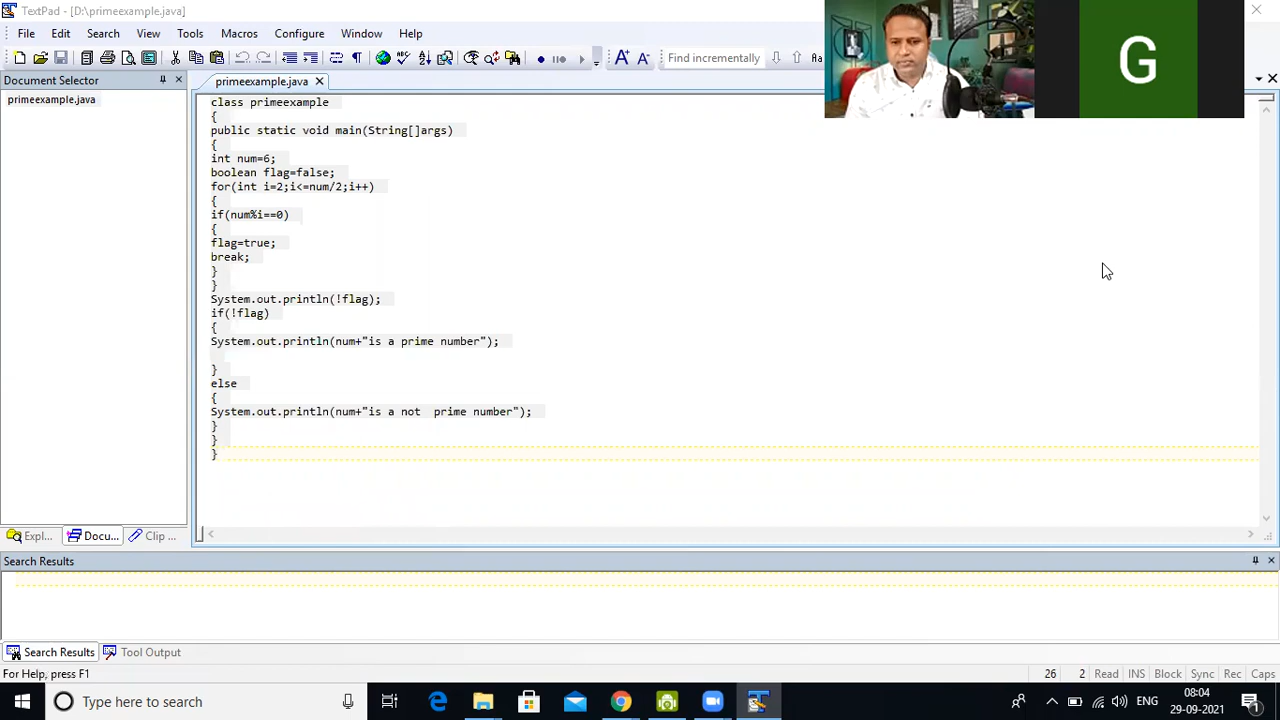 TextPad - [D:\primeexample.java]
File Edit Search View Tools Macros Configure Window Help
Find incrementally
Aa
Document Selector
primeexample.java
primeexample.java
class primeexample
{
public static void main(String[]args)
{
int num=6;
boolean flag=false;
for(int i=2;i<=num/2;i++)
{
if(num%i==0)
{
flag=true;
break;
}
}
System.out.println(!flag);
if(!flag)
{
System.out.println(num+"is a prime number");
}
else
{
System.out.println(num+"is a not  prime number");
}
}
}
G
Expl... Docu... Clip ...
Search Results
Search Results Tool Output
For Help, press F1
26 2 Read INS Block Sync Rec Caps
Type here to search
ENG
08:04
29-09-2021
1